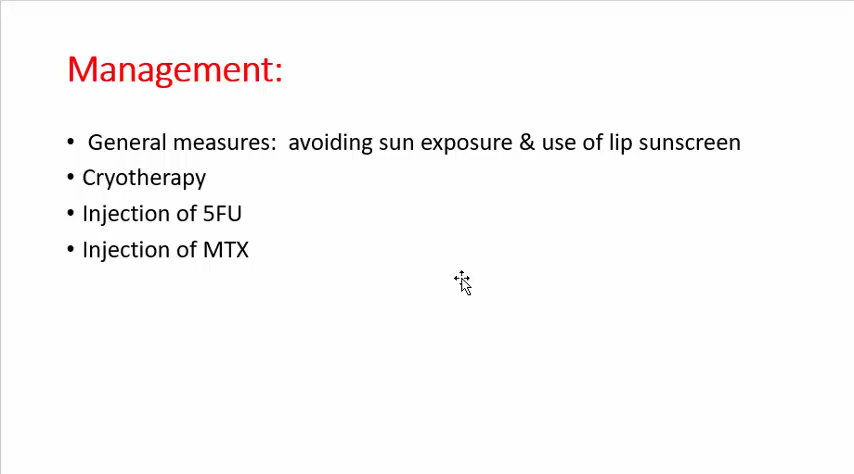 Management:
• General measures:  avoiding sun exposure & use of lip sunscreen
• Cryotherapy
• Injection of 5FU
• Injection of MTX